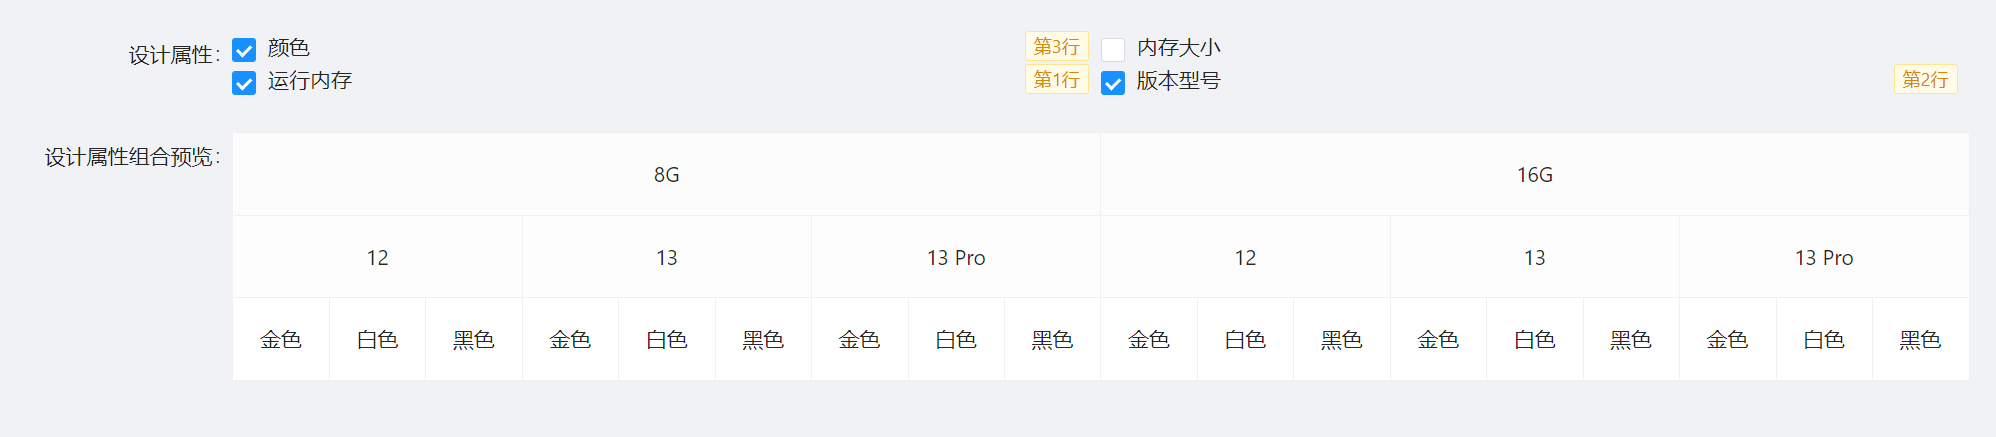 设计属性： 颜色 第3行 内存大小
运行内存 第1行 版本型号 第2行
设计属性组合预览： 8G 16G
12 13 13 Pro 12 13 13 Pro
金色 白色 黑色 金色 白色 黑色 金色 白色 黑色 金色 白色 黑色 金色 白色 黑色 金色 白色 黑色